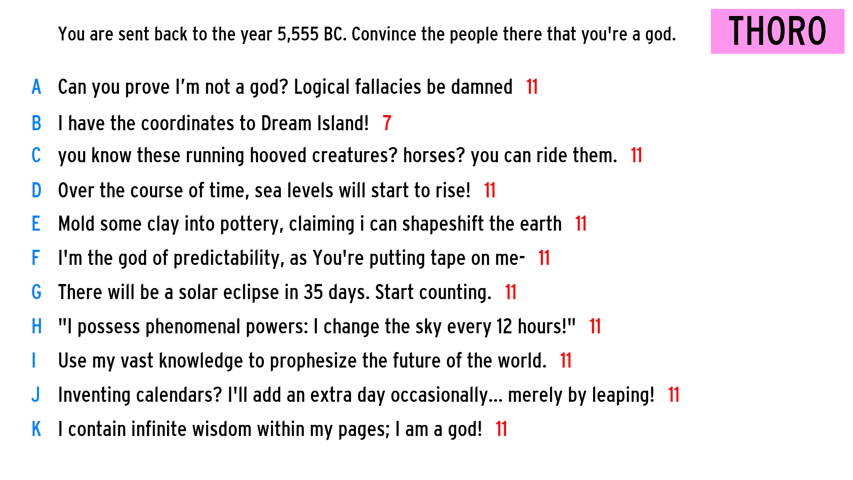 You are sent back to the year 5,555 BC. Convince the people there that you're a god.
THORO
A Can you prove I’m not a god? Logical fallacies be damned 11
B I have the coordinates to Dream Island! 7
C you know these running hooved creatures? horses? you can ride them. 11
D Over the course of time, sea levels will start to rise! 11
E Mold some clay into pottery, claiming i can shapeshift the earth 11
F I'm the god of predictability, as You're putting tape on me- 11
G There will be a solar eclipse in 35 days. Start counting. 11
H "I possess phenomenal powers: I change the sky every 12 hours!" 11
I Use my vast knowledge to prophesize the future of the world. 11
J Inventing calendars? I'll add an extra day occasionally... merely by leaping! 11
K I contain infinite wisdom within my pages; I am a god! 11